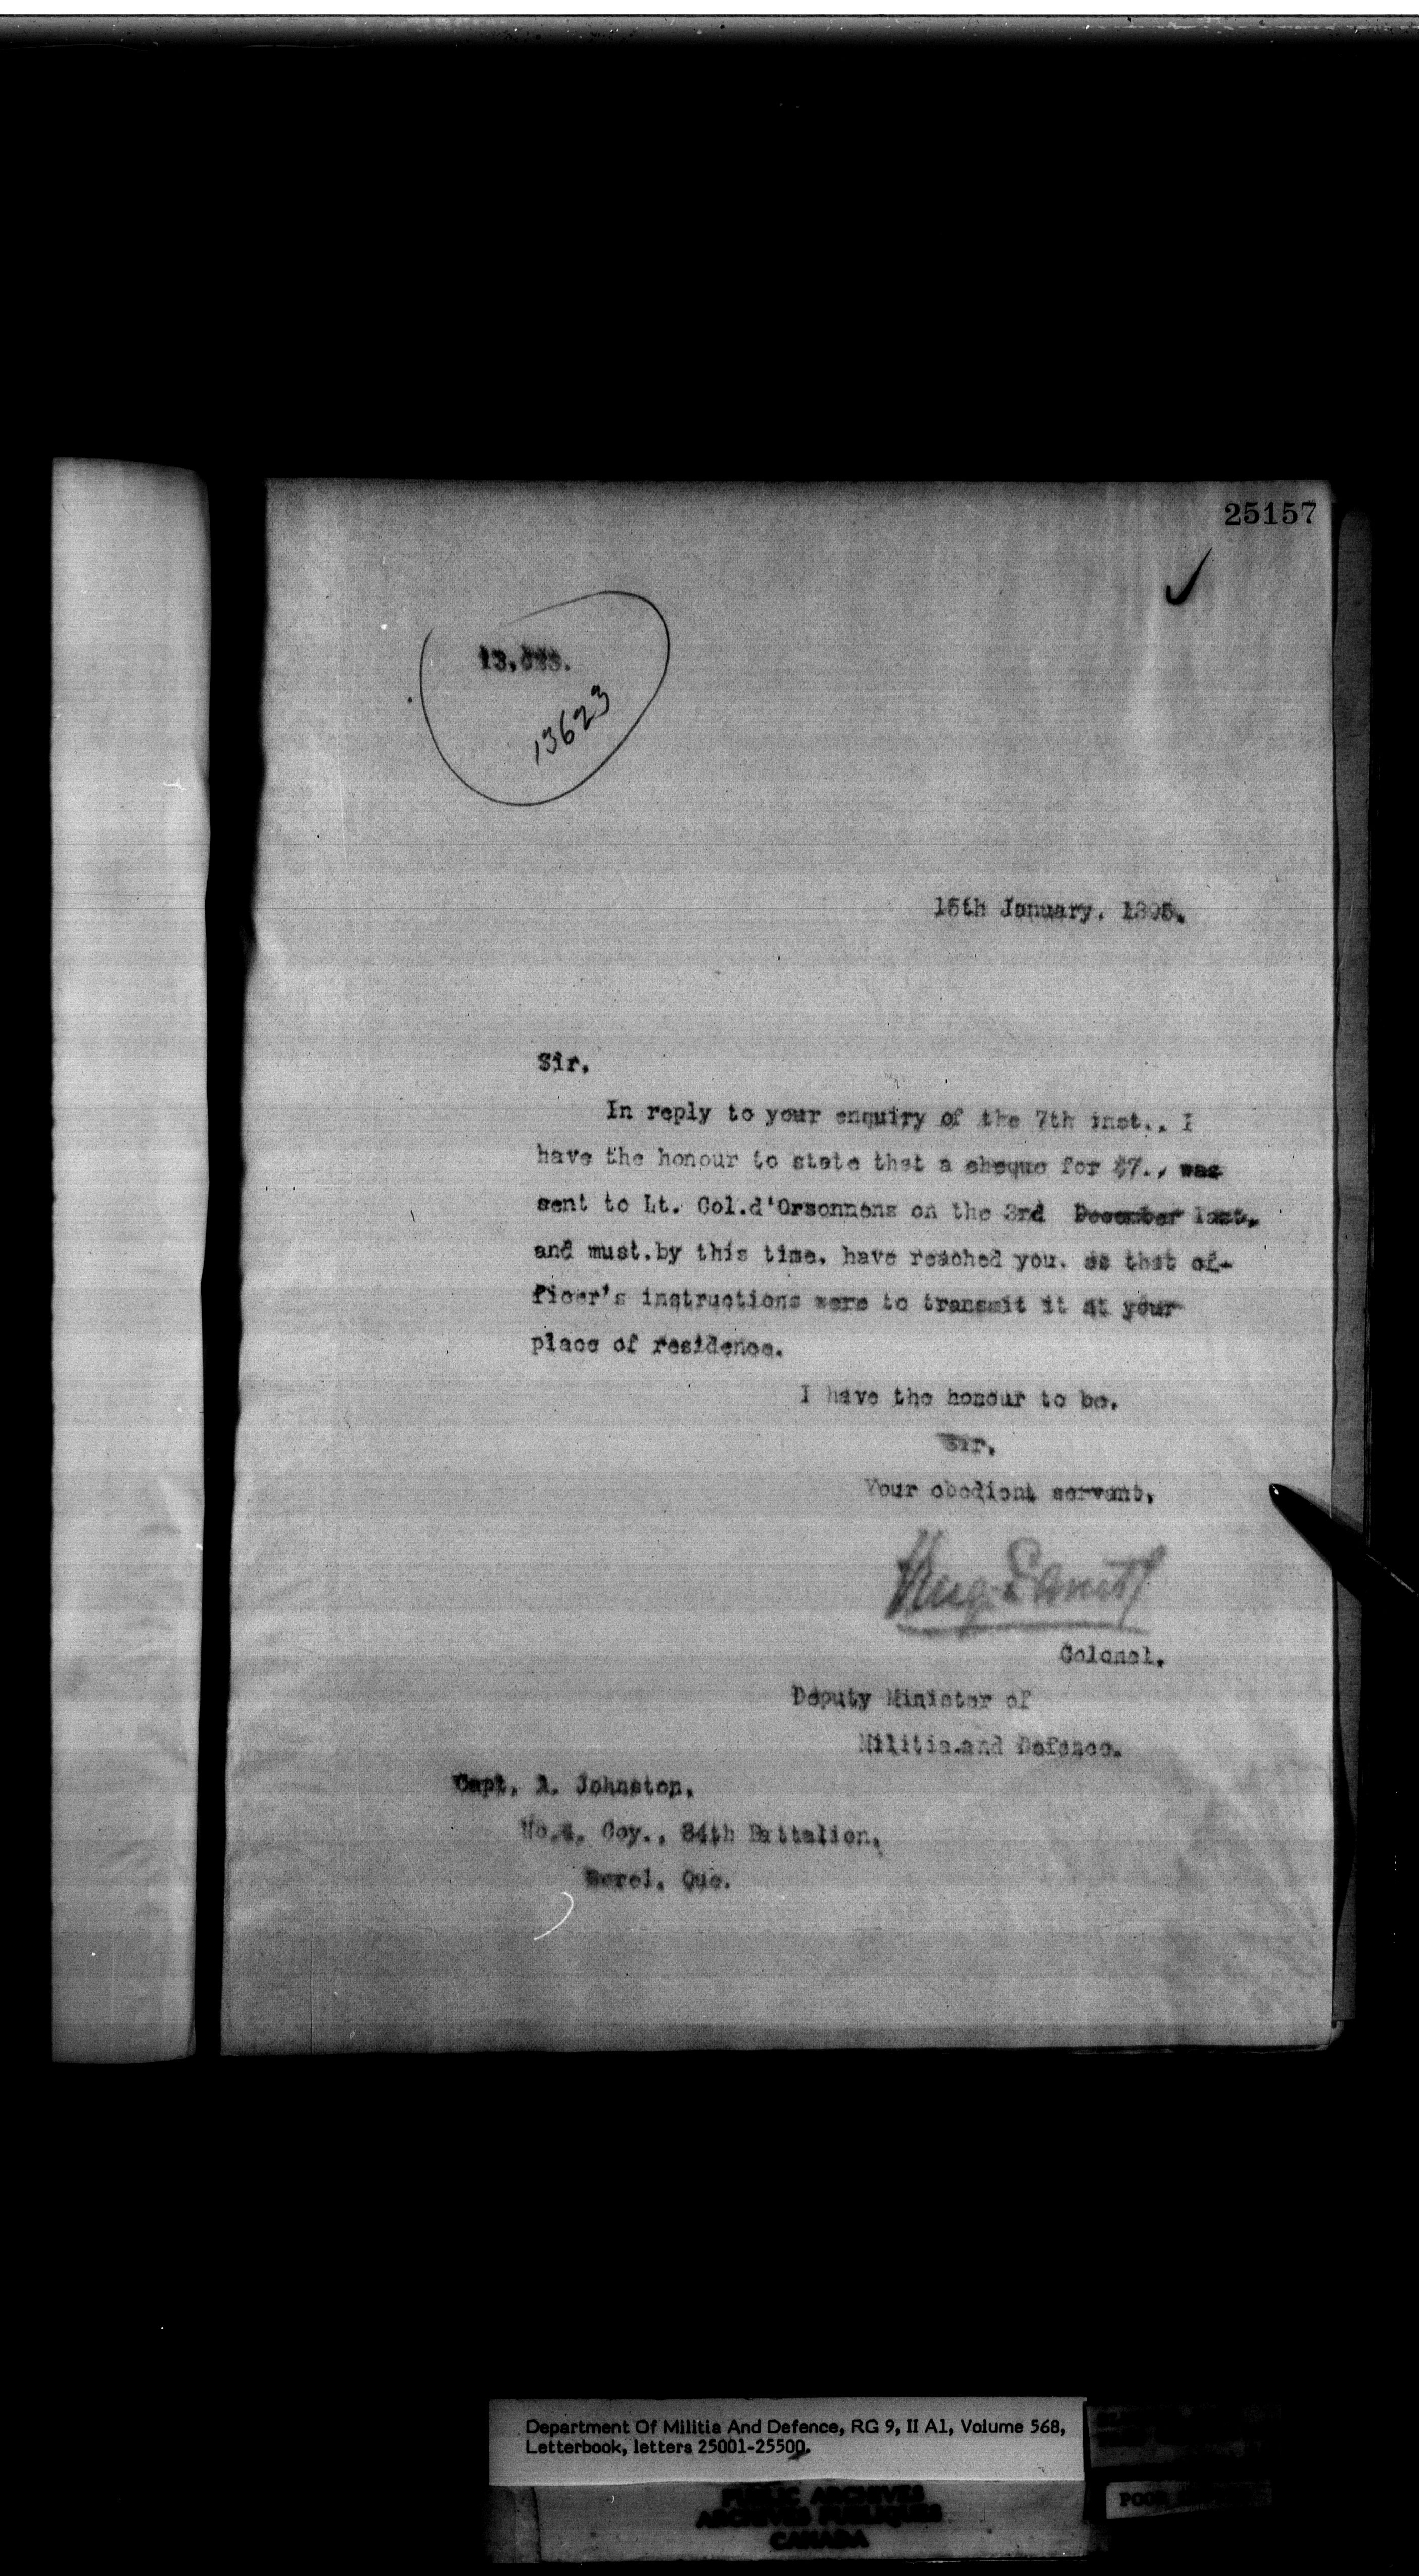 25157
13,623.
13623
15th January. 1895.
Sir,
In reply to your enquiry of the 7th inst., I
have the honour to state that a cheque for $7., was
sent to Lt. Col.d'Orsonnens on the 3rd December last,
and must.by this time. have reached you. as that of-
ficer's instructions were to transmit it at your
place of residence.
I have the honour to be.
Sir,
Your obedient servant,
Colonel.
Deputy Minister of
Militia.and Defence.
Capt. A. Johnston,
No.4. Coy., 84th Battalion,
Sorel. Que.
Department Of Militia And Defence, RG 9, II A1, Volume 568,
Letterbook, letters 25001-25500.
PUBLIC ARCHIVES
ARCHIVES PUBLIQUES
CANADA
POOR